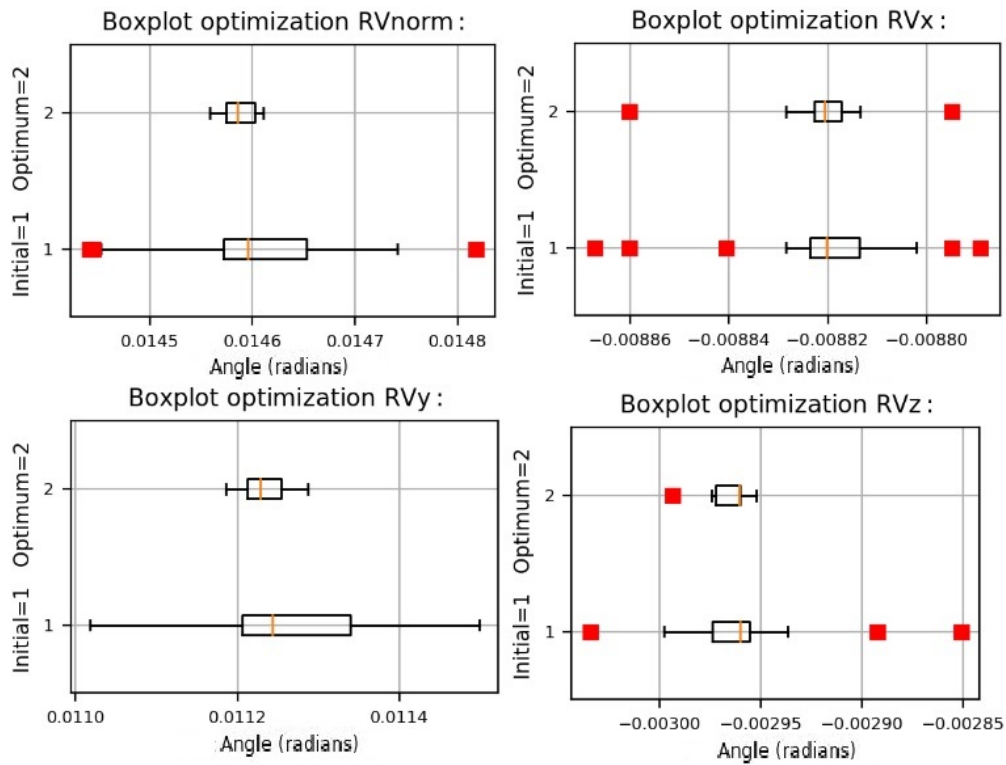 Boxplot optimization RVnorm:
Initial=1 Optimum=2
2
1
0.0145 0.0146 0.0147 0.0148
Angle (radians)
Boxplot optimization RVx:
Initial=1 Optimum=2
2
1
−0.00886 −0.00884 −0.00882 −0.00880
Angle (radians)
Boxplot optimization RVy:
Initial=1 Optimum=2
2
1
0.0110 0.0112 0.0114
Angle (radians)
Boxplot optimization RVz:
Initial=1 Optimum=2
2
1
−0.00300 −0.00295 −0.00290 −0.00285
Angle (radians)